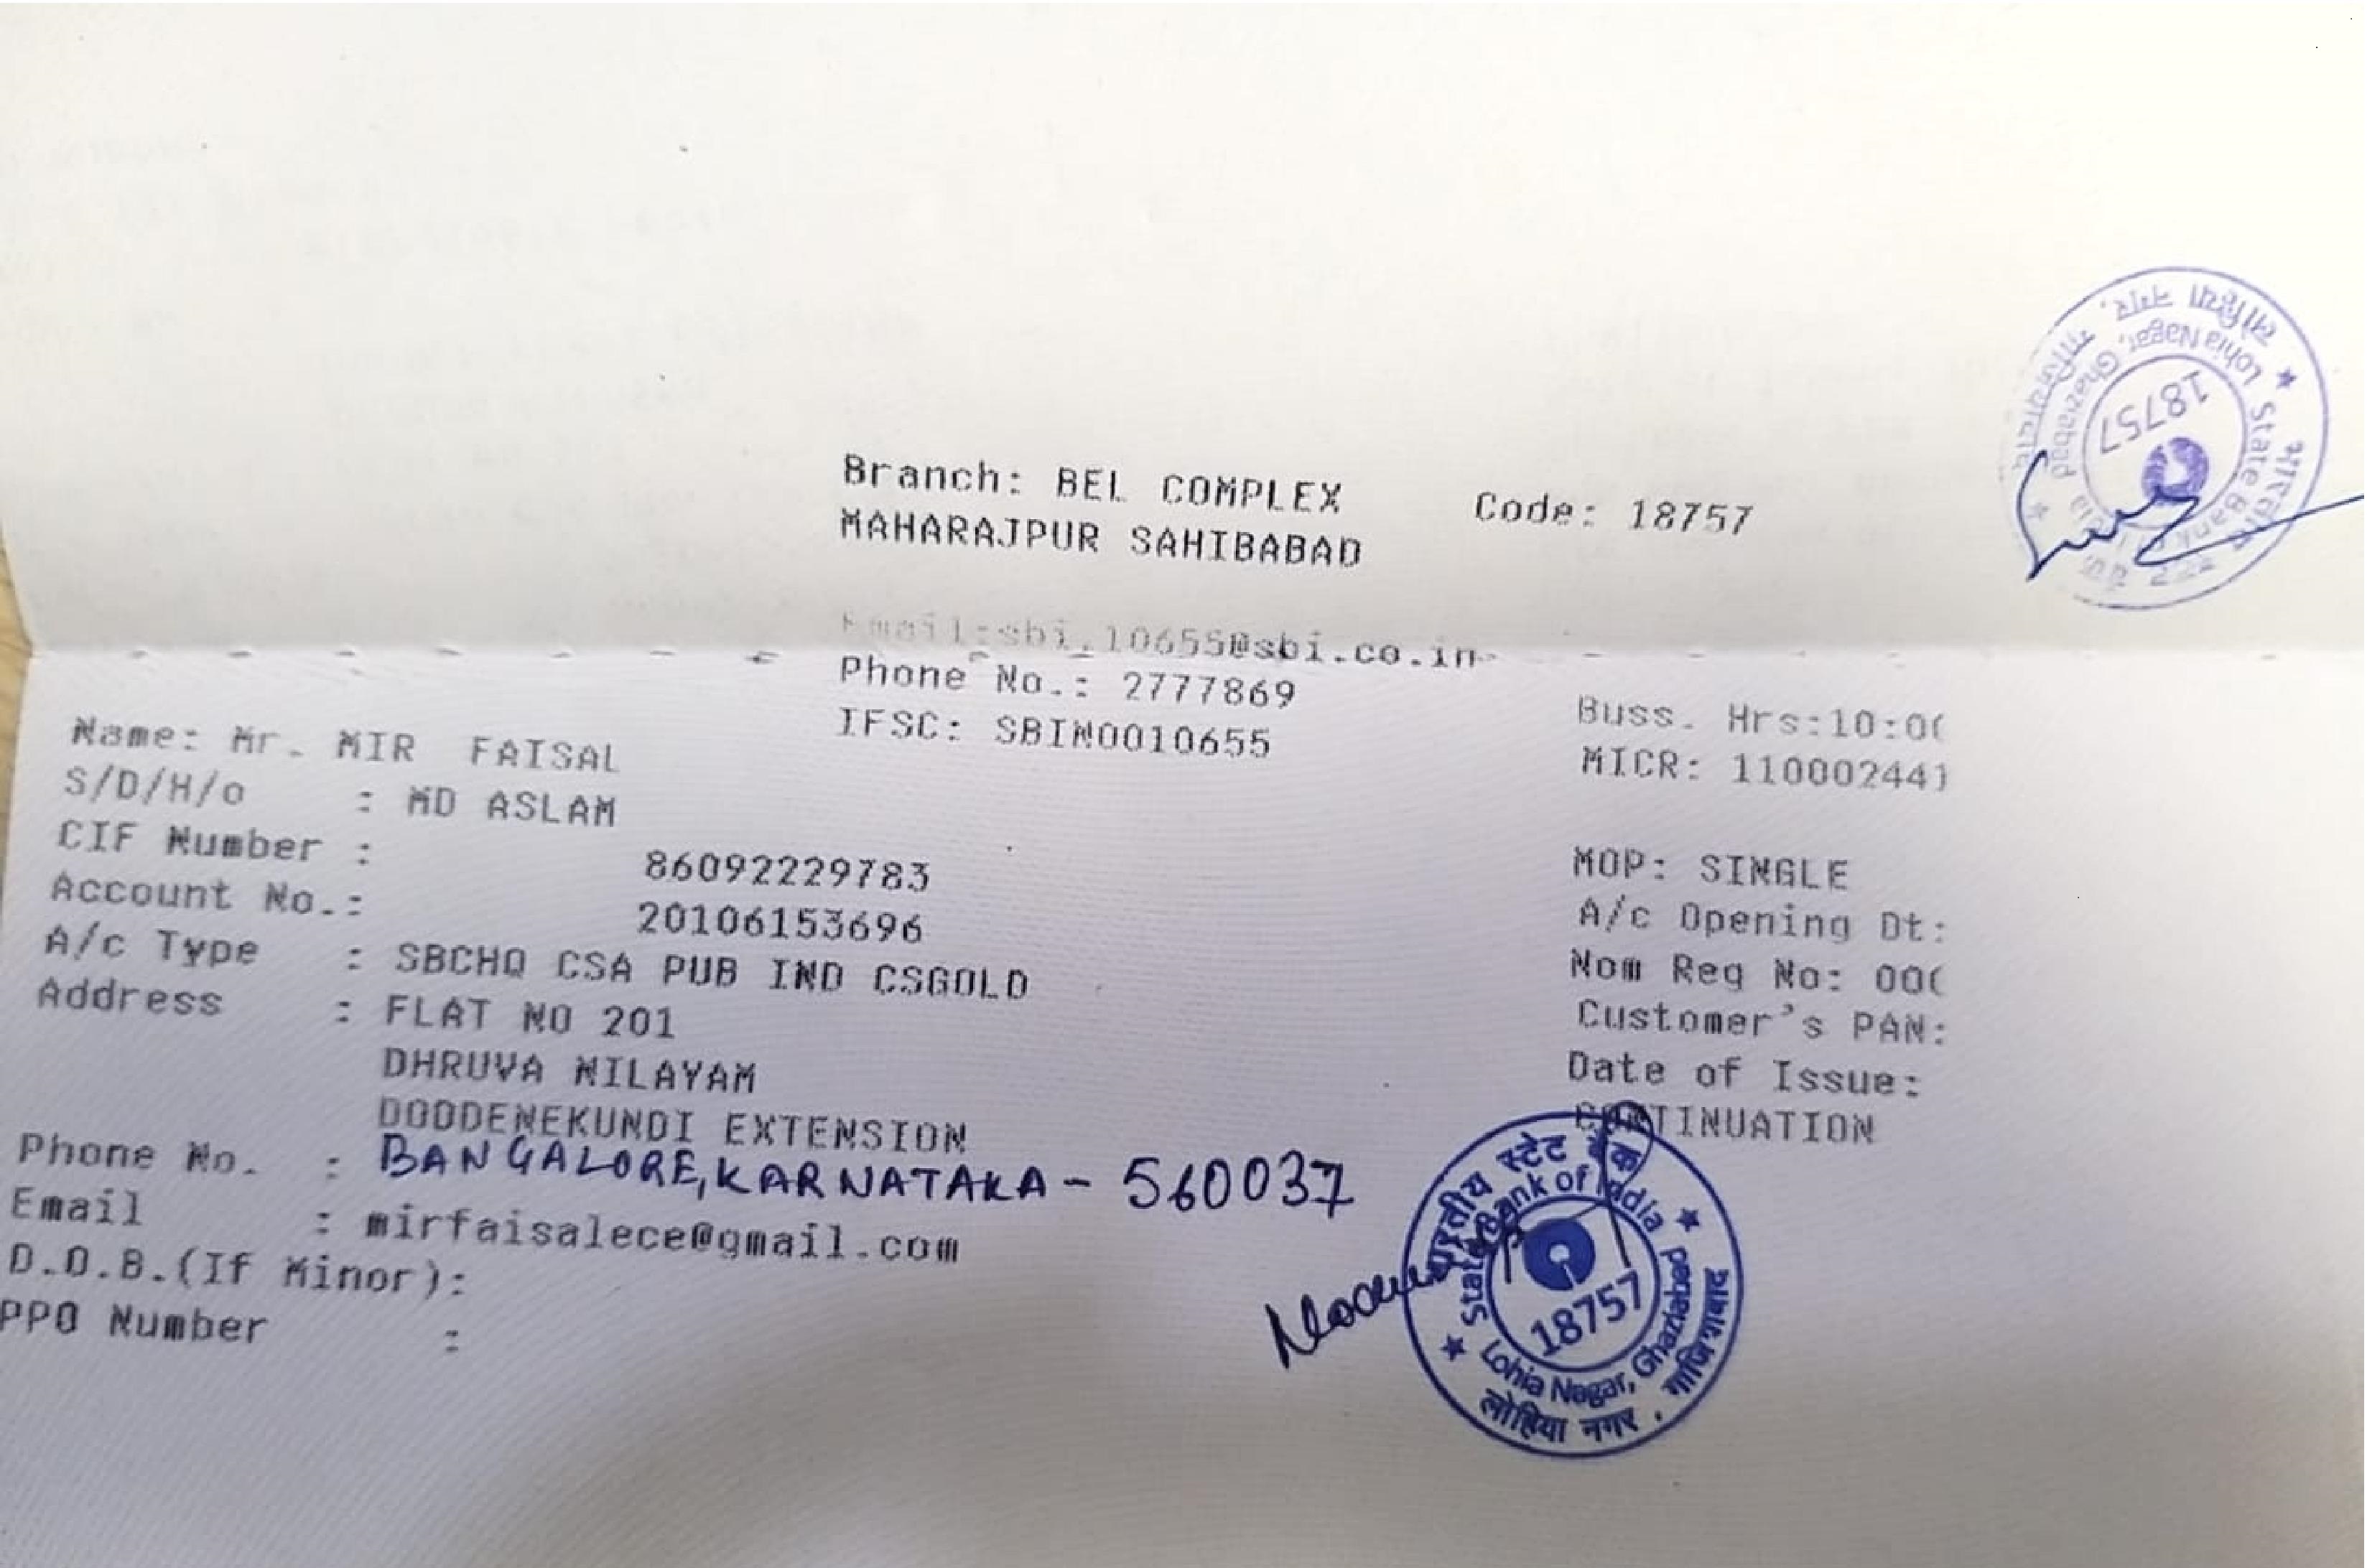 Branch: BEL COMPLEX Code: 18757
MAHARAJPUR SAHIBABAD
Email:sbi.10655@sbi.co.in
Phone No.: 2777869
IFSC: SBIN0010655
Buss. Hrs:10:0
MICR: 110002441
Name: Mr. MIR FAISAL
S/D/H/o : MD ASLAM
CIF Number : 86092229783
Account No.: 20106153696
A/c Type : SBCHQ CSA PUB IND CSGOLD
Address : FLAT NO 201
DHRUVA NILAYAM
DODDENEKUNDI EXTENSION
Phone No. : BANGALORE, KARNATAKA - 560037
Email : mirfaisalece@gmail.com
D.O.B.(If Minor):
PPO Number :
MOP: SINGLE
A/c Opening Dt:
Nom Reg No: 00
Customer's PAN:
Date of Issue:
CONTINUATION
भारतीय स्टेट बैंक
State Bank of India
18757
Lohia Nagar, Ghaziabad
लोहिया नगर, गाजियाबाद
भारतीय स्टेट बैंक
State Bank of India
18757
Lohia Nagar, Ghaziabad
लोहिया नगर, गाजियाबाद